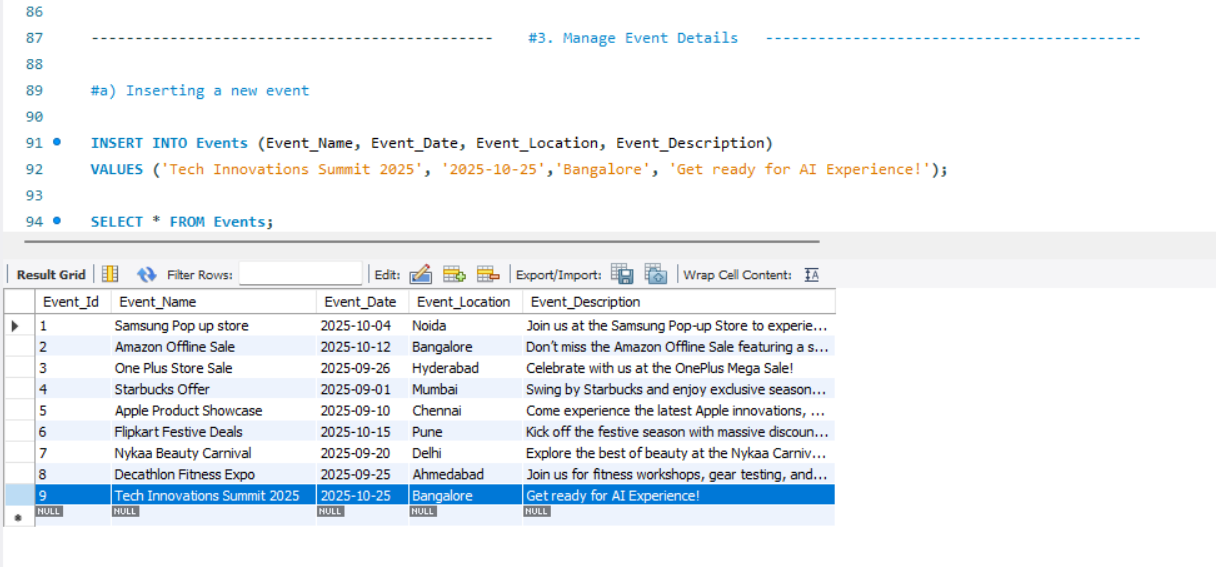 86
87 ---------------------------------------------- #3. Manage Event Details -------------------------------------------
88
89 #a) Inserting a new event
90
91 INSERT INTO Events (Event_Name, Event_Date, Event_Location, Event_Description)
92 VALUES ('Tech Innovations Summit 2025', '2025-10-25','Bangalore', 'Get ready for AI Experience!');
93
94 SELECT * FROM Events;
Result Grid Filter Rows: Edit: Export/Import: Wrap Cell Content: IA
Event_Id Event_Name Event_Date Event_Location Event_Description
1 Samsung Pop up store 2025-10-04 Noida Join us at the Samsung Pop-up Store to experie...
2 Amazon Offline Sale 2025-10-12 Bangalore Don’t miss the Amazon Offline Sale featuring a s...
3 One Plus Store Sale 2025-09-26 Hyderabad Celebrate with us at the OnePlus Mega Sale!
4 Starbucks Offer 2025-09-01 Mumbai Swing by Starbucks and enjoy exclusive season...
5 Apple Product Showcase 2025-09-10 Chennai Come experience the latest Apple innovations, ...
6 Flipkart Festive Deals 2025-10-15 Pune Kick off the festive season with massive discoun...
7 Nykaa Beauty Carnival 2025-09-20 Delhi Explore the best of beauty at the Nykaa Carniv...
8 Decathlon Fitness Expo 2025-09-25 Ahmedabad Join us for fitness workshops, gear testing, and...
9 Tech Innovations Summit 2025 2025-10-25 Bangalore Get ready for AI Experience!
NULL NULL NULL NULL NULL